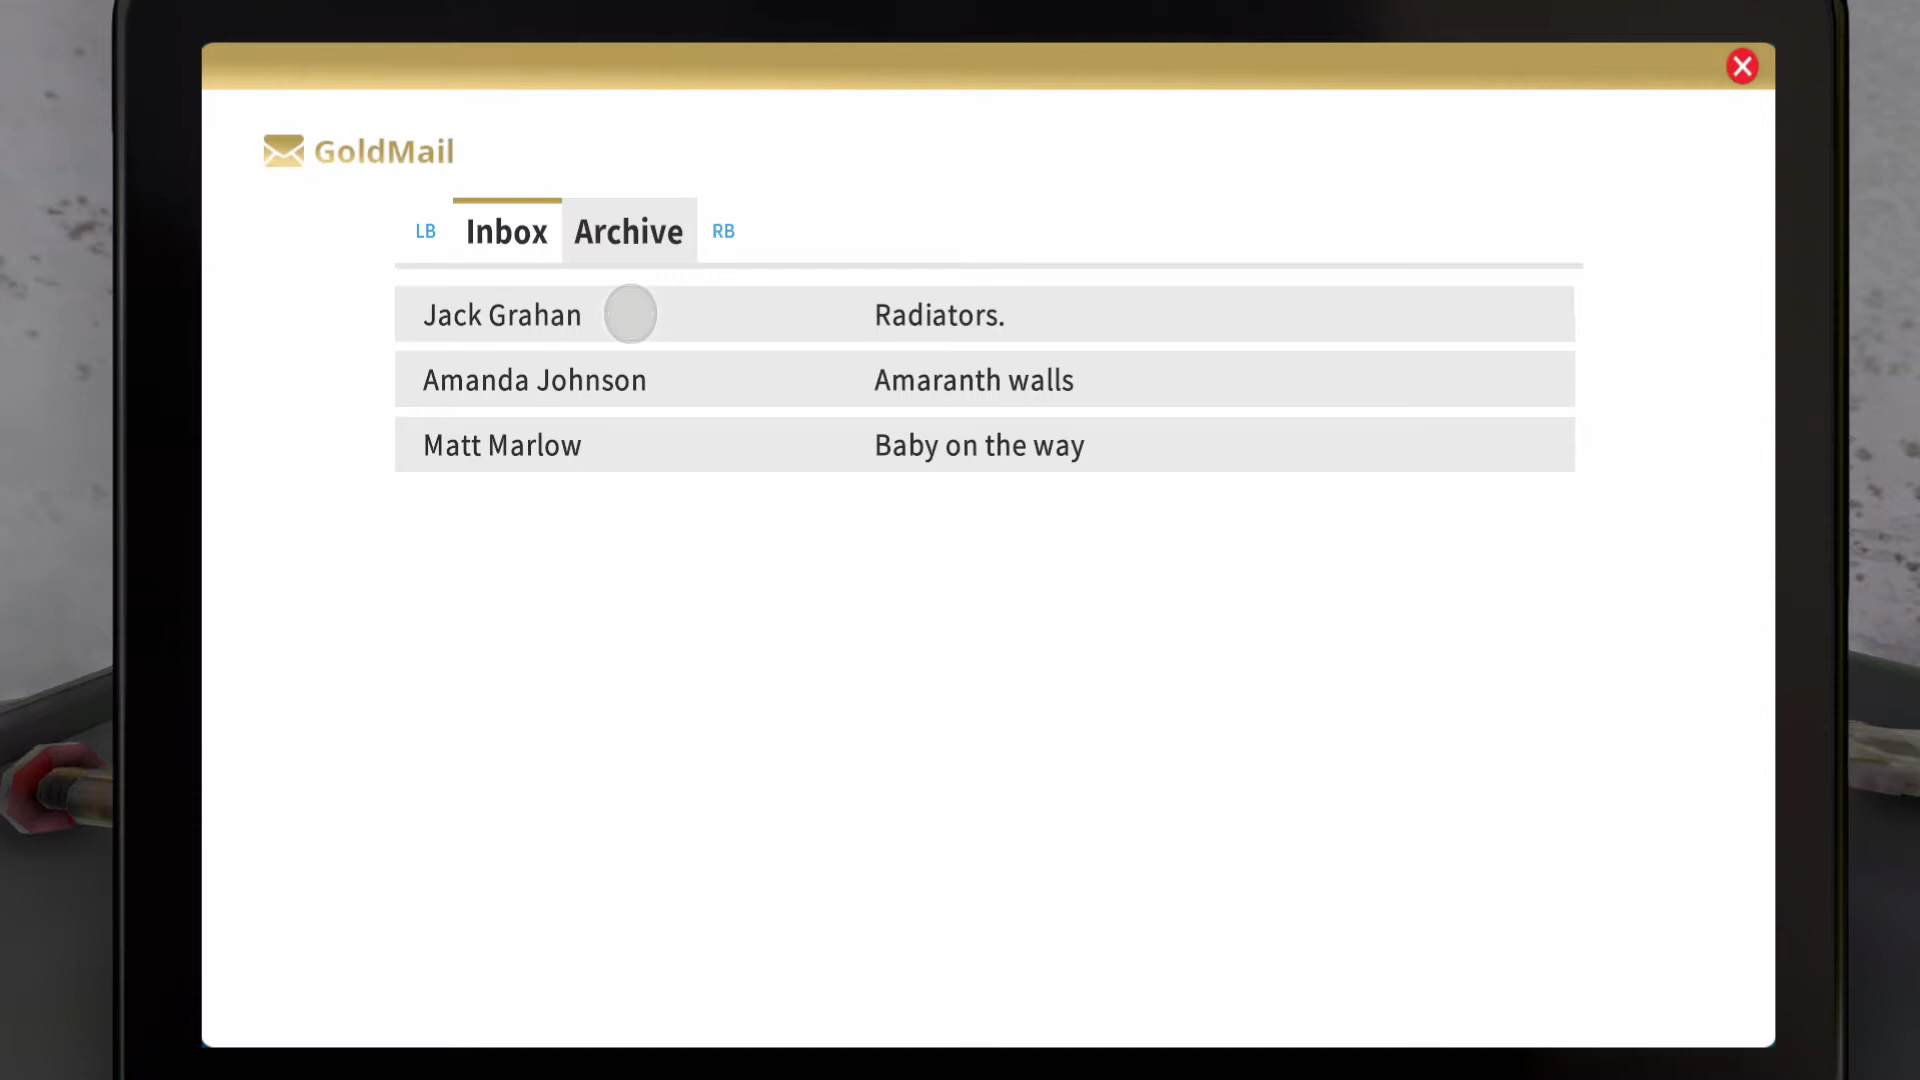 GoldMail
LB Inbox Archive RB
Jack Grahan Radiators.
Amanda Johnson Amaranth walls
Matt Marlow Baby on the way